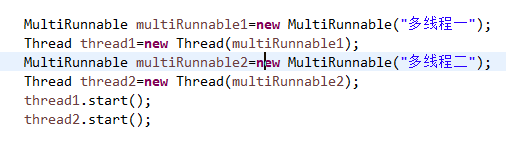 MultiRunnable multiRunnable1=new MultiRunnable("多线程一");
Thread thread1=new Thread(multiRunnable1);
MultiRunnable multiRunnable2=new MultiRunnable("多线程二");
Thread thread2=new Thread(multiRunnable2);
thread1.start();
thread2.start();